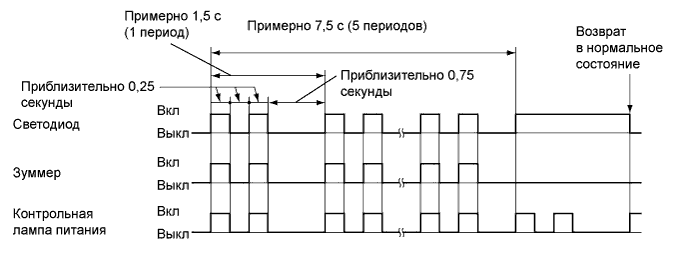 Примерно 1,5 с
(1 период)
Примерно 7,5 с (5 периодов)
Возврат
в нормальное
состояние
Приблизительно 0,25
секунды
Приблизительно 0,75
секунды
Светодиод
Вкл
Выкл
Зуммер
Вкл
Выкл
Контрольная
лампа питания
Вкл
Выкл